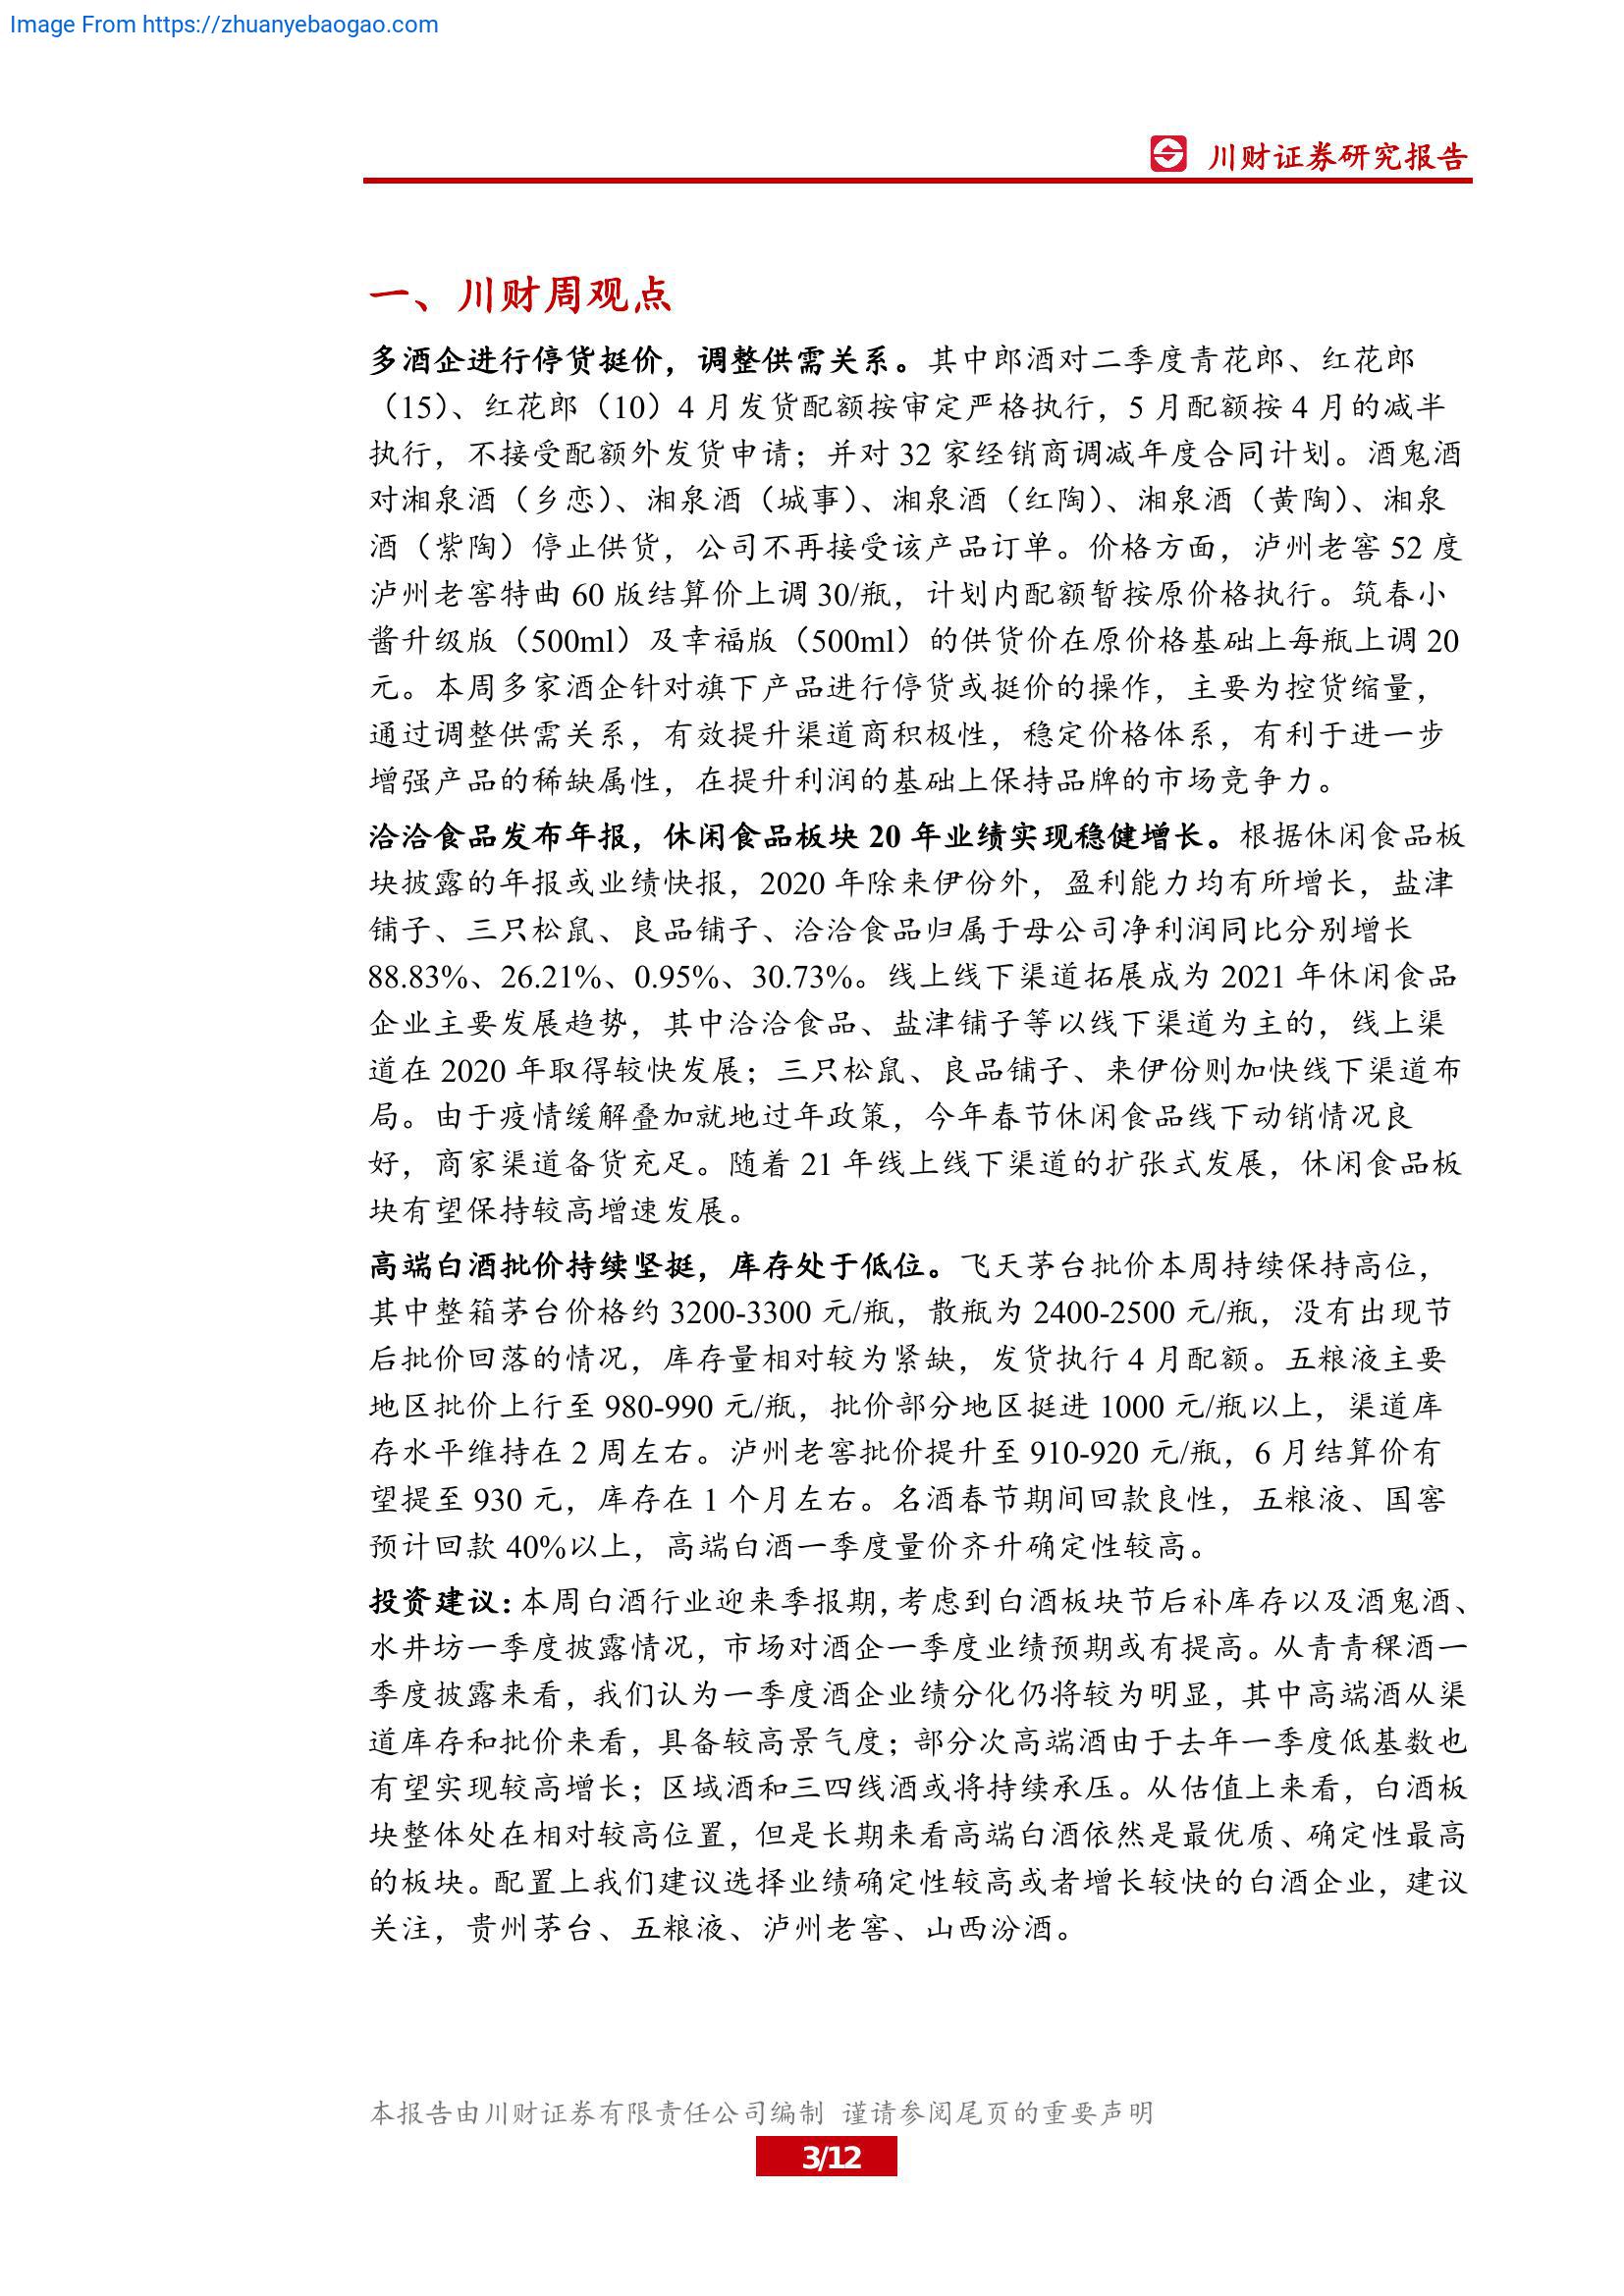 Image From https://zhuanyebaogao.com
川财证券研究报告
一、川财周观点
多酒企进行停货挺价，调整供需关系。其中郎酒对二季度青花郎、红花郎
（15）、红花郎（10）4 月发货配额按审定严格执行，5 月配额按 4 月的减半
执行，不接受配额外发货申请；并对 32 家经销商调减年度合同计划。酒鬼酒
对湘泉酒（乡恋）、湘泉酒（城事）、湘泉酒（红陶）、湘泉酒（黄陶）、湘泉
酒（紫陶）停止供货，公司不再接受该产品订单。价格方面，泸州老窖 52 度
泸州老窖特曲 60 版结算价上调 30/瓶，计划内配额暂按原价格执行。筑春小
酱升级版（500ml）及幸福版（500ml）的供货价在原价格基础上每瓶上调 20
元。本周多家酒企针对旗下产品进行停货或挺价的操作，主要为控货缩量，
通过调整供需关系，有效提升渠道商积极性，稳定价格体系，有利于进一步
增强产品的稀缺属性，在提升利润的基础上保持品牌的市场竞争力。
洽洽食品发布年报，休闲食品板块 20 年业绩实现稳健增长。根据休闲食品板
块披露的年报或业绩快报，2020 年除来伊份外，盈利能力均有所增长，盐津
铺子、三只松鼠、良品铺子、洽洽食品归属于母公司净利润同比分别增长
88.83%、26.21%、0.95%、30.73%。线上线下渠道拓展成为 2021 年休闲食品
企业主要发展趋势，其中洽洽食品、盐津铺子等以线下渠道为主的，线上渠
道在 2020 年取得较快发展；三只松鼠、良品铺子、来伊份则加快线下渠道布
局。由于疫情缓解叠加就地过年政策，今年春节休闲食品线下动销情况良
好，商家渠道备货充足。随着 21 年线上线下渠道的扩张式发展，休闲食品板
块有望保持较高增速发展。
高端白酒批价持续坚挺，库存处于低位。飞天茅台批价本周持续保持高位，
其中整箱茅台价格约 3200-3300 元/瓶，散瓶为 2400-2500 元/瓶，没有出现节
后批价回落的情况，库存量相对较为紧缺，发货执行 4 月配额。五粮液主要
地区批价上行至 980-990 元/瓶，批价部分地区挺进 1000 元/瓶以上，渠道库
存水平维持在 2 周左右。泸州老窖批价提升至 910-920 元/瓶，6 月结算价有
望提至 930 元，库存在 1 个月左右。名酒春节期间回款良性，五粮液、国窖
预计回款 40%以上，高端白酒一季度量价齐升确定性较高。
投资建议：本周白酒行业迎来季报期，考虑到白酒板块节后补库存以及酒鬼酒、
水井坊一季度披露情况，市场对酒企一季度业绩预期或有提高。从青青稞酒一
季度披露来看，我们认为一季度酒企业绩分化仍将较为明显，其中高端酒从渠
道库存和批价来看，具备较高景气度；部分次高端酒由于去年一季度低基数也
有望实现较高增长；区域酒和三四线酒或将持续承压。从估值上来看，白酒板
块整体处在相对较高位置，但是长期来看高端白酒依然是最优质、确定性最高
的板块。配置上我们建议选择业绩确定性较高或者增长较快的白酒企业，建议
关注，贵州茅台、五粮液、泸州老窖、山西汾酒。
本报告由川财证券有限责任公司编制 谨请参阅尾页的重要声明
3/12